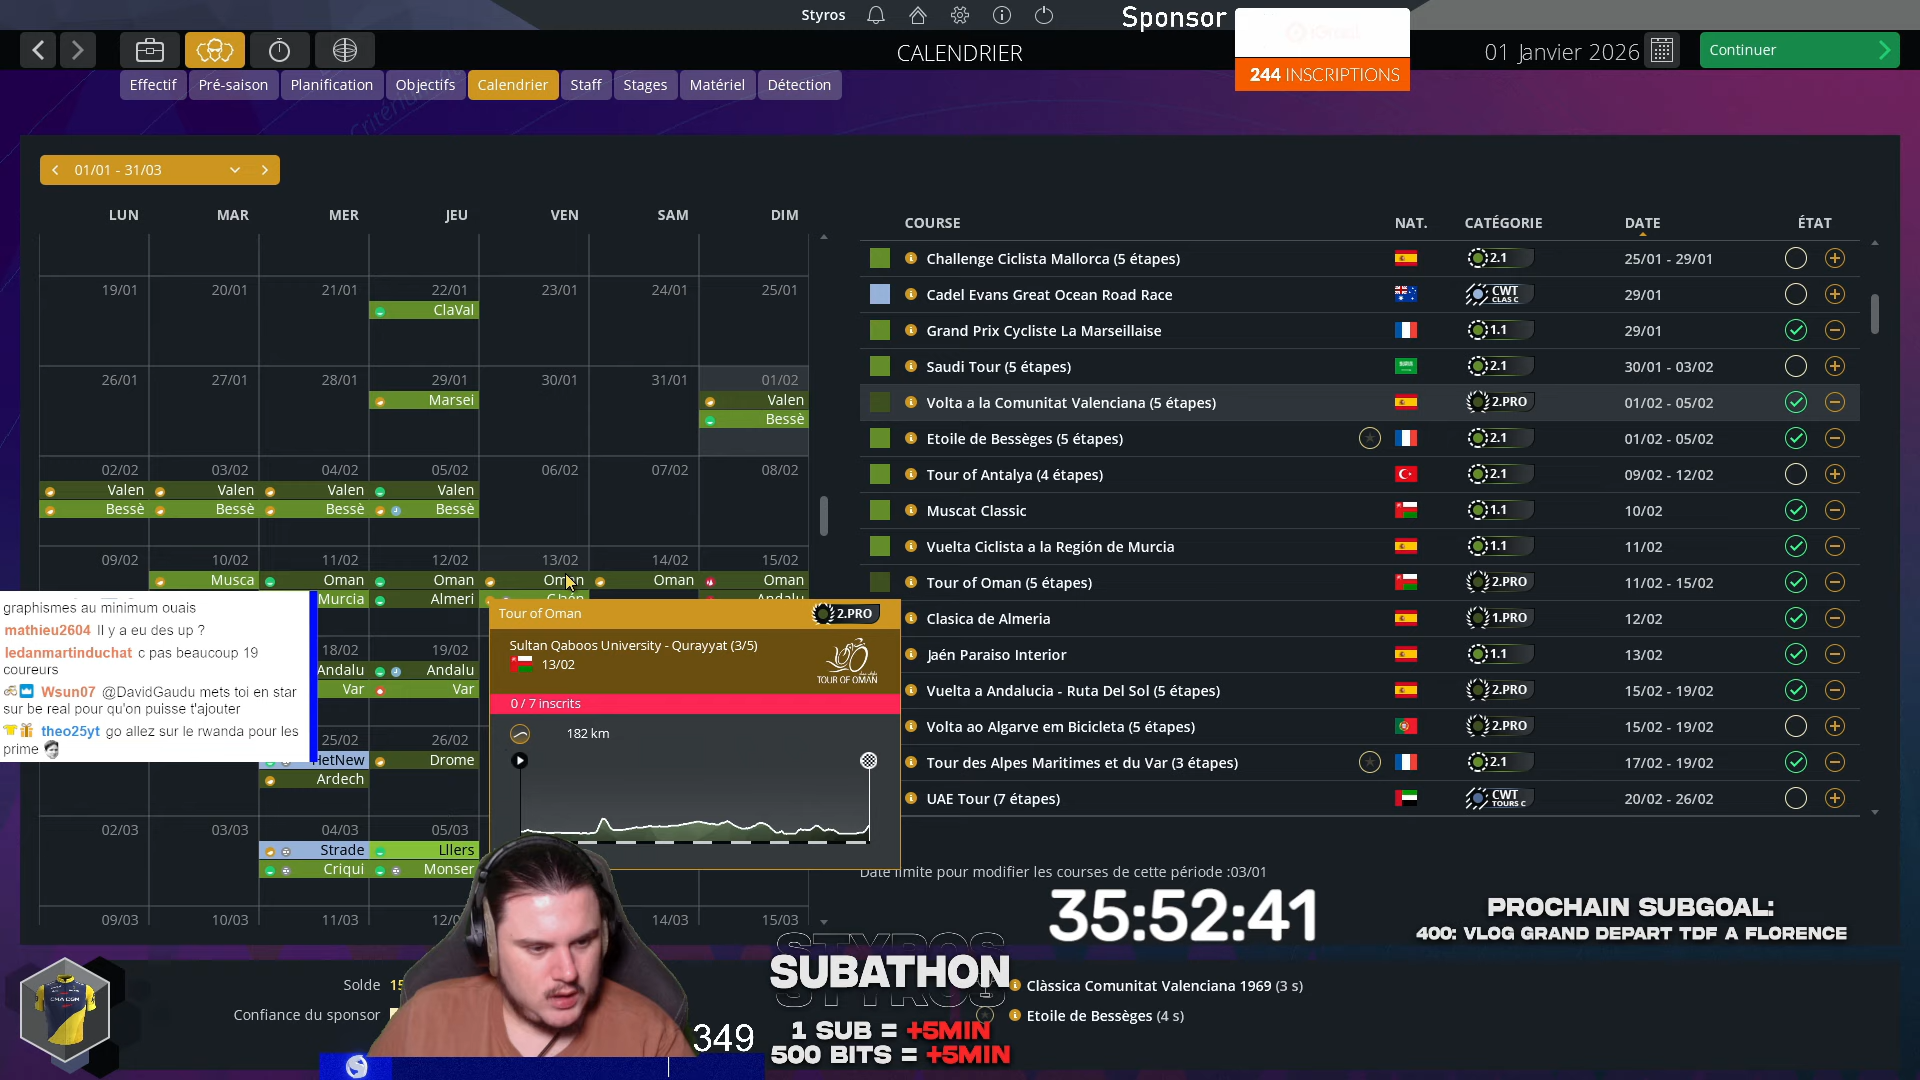 Styros
Sponsor
CALENDRIER
244 INSCRIPTIONS
01 Janvier 2026
Continuer
Effectif
Pré-saison
Planification
Objectifs
Calendrier
Staff
Stages
Matériel
Détection
01/01 - 31/03
LUN MAR MER JEU VEN SAM DIM
19/01 20/01 21/01 22/01 23/01 24/01 25/01
ClaVal
26/01 27/01 28/01 29/01 30/01 31/01 01/02
Marsei Valen
Bessè
02/02 03/02 04/02 05/02 06/02 07/02 08/02
Valen Valen Valen Valen
Bessè Bessè Bessè Bessè
09/02 10/02 11/02 12/02 13/02 14/02 15/02
Musca Oman Oman Oman Oman Oman
Murcia Almeri
18/02 19/02
Andalu Andalu
Var Var
25/02 26/02
HetNew Drome
Ardech
02/03 03/03 04/03 05/03
Strade Lllers
Criqui Monser
09/03 10/03 11/03 14/03 15/03
COURSE NAT. CATÉGORIE DATE ÉTAT
Challenge Ciclista Mallorca (5 étapes) 2.1 25/01 - 29/01
Cadel Evans Great Ocean Road Race CWT CLAS C 29/01
Grand Prix Cycliste La Marseillaise 1.1 29/01
Saudi Tour (5 étapes) 2.1 30/01 - 03/02
Volta a la Comunitat Valenciana (5 étapes) 2.PRO 01/02 - 05/02
Etoile de Bessèges (5 étapes) 2.1 01/02 - 05/02
Tour of Antalya (4 étapes) 2.1 09/02 - 12/02
Muscat Classic 1.1 10/02
Vuelta Ciclista a la Región de Murcia 1.1 11/02
Tour of Oman (5 étapes) 2.PRO 11/02 - 15/02
Clasica de Almeria 1.PRO 12/02
Jaén Paraiso Interior 1.1 13/02
Vuelta a Andalucia - Ruta Del Sol (5 étapes) 2.PRO 15/02 - 19/02
Volta ao Algarve em Bicicleta (5 étapes) 2.PRO 15/02 - 19/02
Tour des Alpes Maritimes et du Var (3 étapes) 2.1 17/02 - 19/02
UAE Tour (7 étapes) CWT TOURS C 20/02 - 26/02
graphismes au minimum ouais
mathieu2604 Il y a eu des up ?
ledanmartinduchat c pas beaucoup 19
coureurs
Wsun07 @DavidGaudu mets toi en star
sur be real pour qu'on puisse t'ajouter
theo25yt go allez sur le rwanda pour les
prime
Tour of Oman 2.PRO
Sultan Qaboos University - Qurayyat (3/5)
13/02
TOUR OF OMAN
0 / 7 inscrits
182 km
Date limite pour modifier les courses de cette période :03/01
35:52:41
PROCHAIN SUBGOAL:
400: VLOG GRAND DEPART TDF A FLORENCE
Solde 15
Confiance du sponsor
CMA CGM
349
STYROS
SUBATHON
STYROS
1 SUB = +5MIN
500 BITS = +5MIN
Clàssica Comunitat Valenciana 1969 (3 s)
Etoile de Bessèges (4 s)